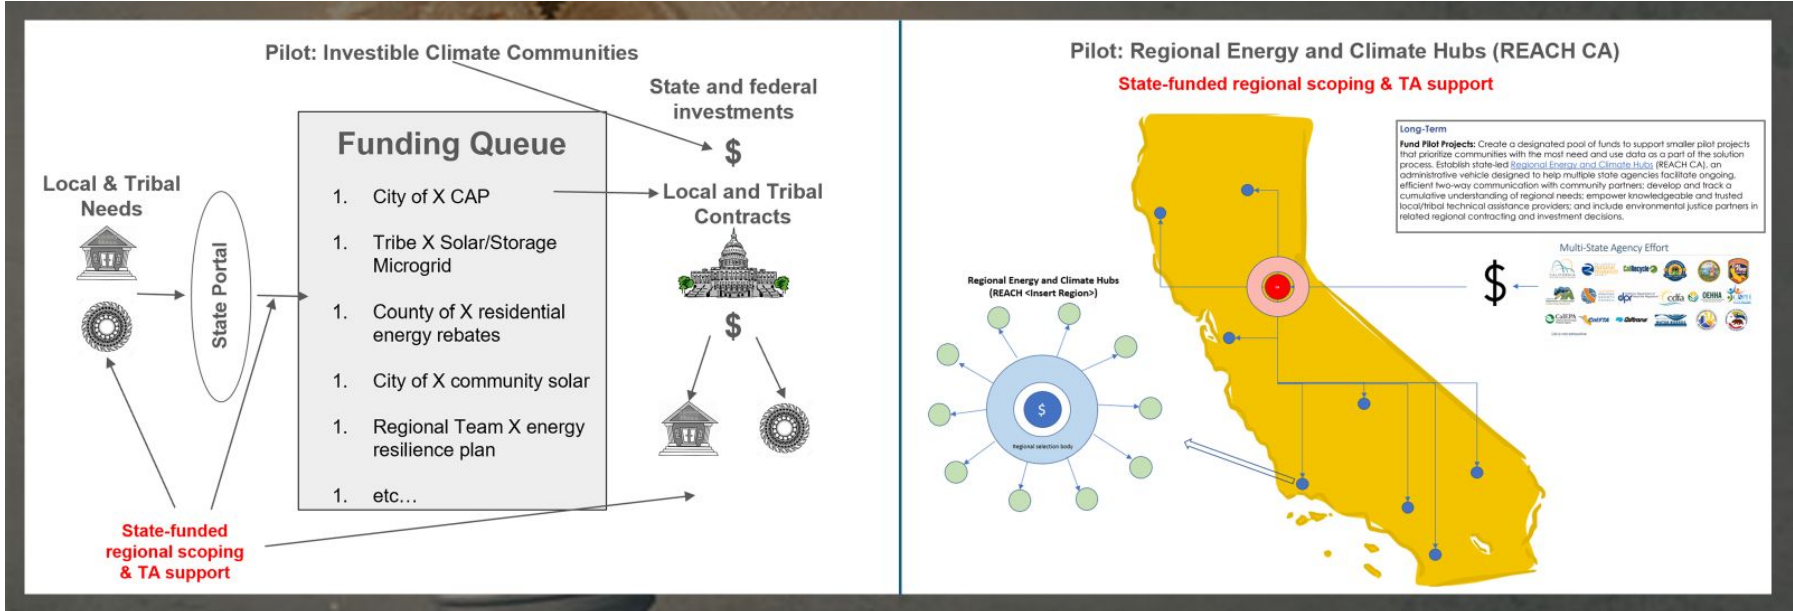 Pilot: Investible Climate Communities
State and federal
investments
$
Funding Queue
Local & Tribal
Needs
State Portal
1. City of X CAP
1. Tribe X Solar/Storage
Microgrid
1. County of X residential
energy rebates
1. City of X community solar
1. Regional Team X energy
resilience plan
1. etc…
Local and Tribal
Contracts
$
State-funded
regional scoping
& TA support
Pilot: Regional Energy and Climate Hubs (REACH CA)
State-funded regional scoping & TA support
Long-Term
Fund Pilot Projects: Create a designated pool of funds to support smaller pilot projects
that prioritize communities with the most need and use data as a part of the solution
process. Establish state-led Regional Energy and Climate Hubs (REACH CA), an
administrative vehicle designed to help multiple state agencies facilitate ongoing,
efficient two-way communication with community partners; develop and track a
cumulative understanding of regional needs; empower knowledgeable and trusted
local/tribal technical assistance providers; and include environmental justice partners in
related regional contracting and investment decisions.
Multi-State Agency Effort
$
CalRecycle
dpr
cdfa
OEHHA
CalEPA
CalSTA
Caltrans
Regional Energy and Climate Hubs
(REACH <Insert Region>)
$
Regional selection body